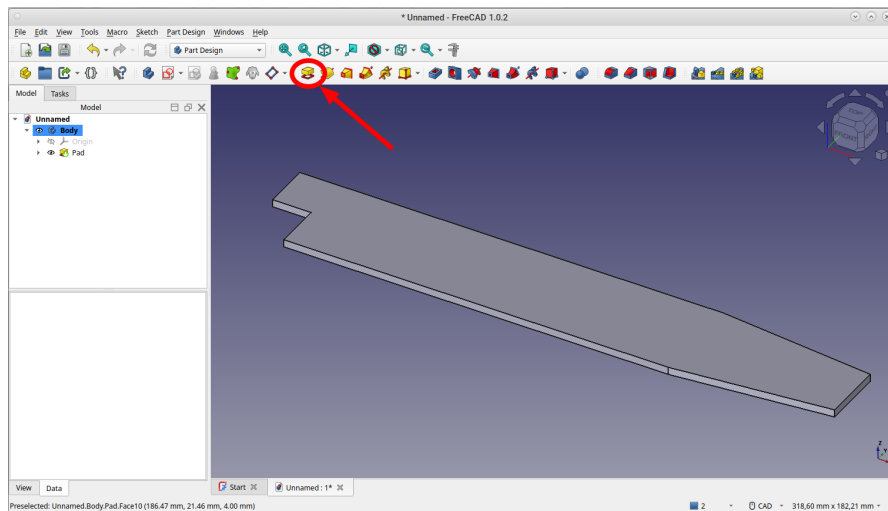 * Unnamed - FreeCAD 1.0.2
File Edit View Tools Macro Sketch Part Design Windows Help
Part Design
Model Tasks
Model
Unnamed
Body
Origin
Pad
TOP
FRONT
Z
Y
View Data
Start Unnamed : 1*
Preselected: Unnamed.Body.Pad.Face10 (186.47 mm, 21.46 mm, 4.00 mm) 2 CAD 318,60 mm x 182,21 mm